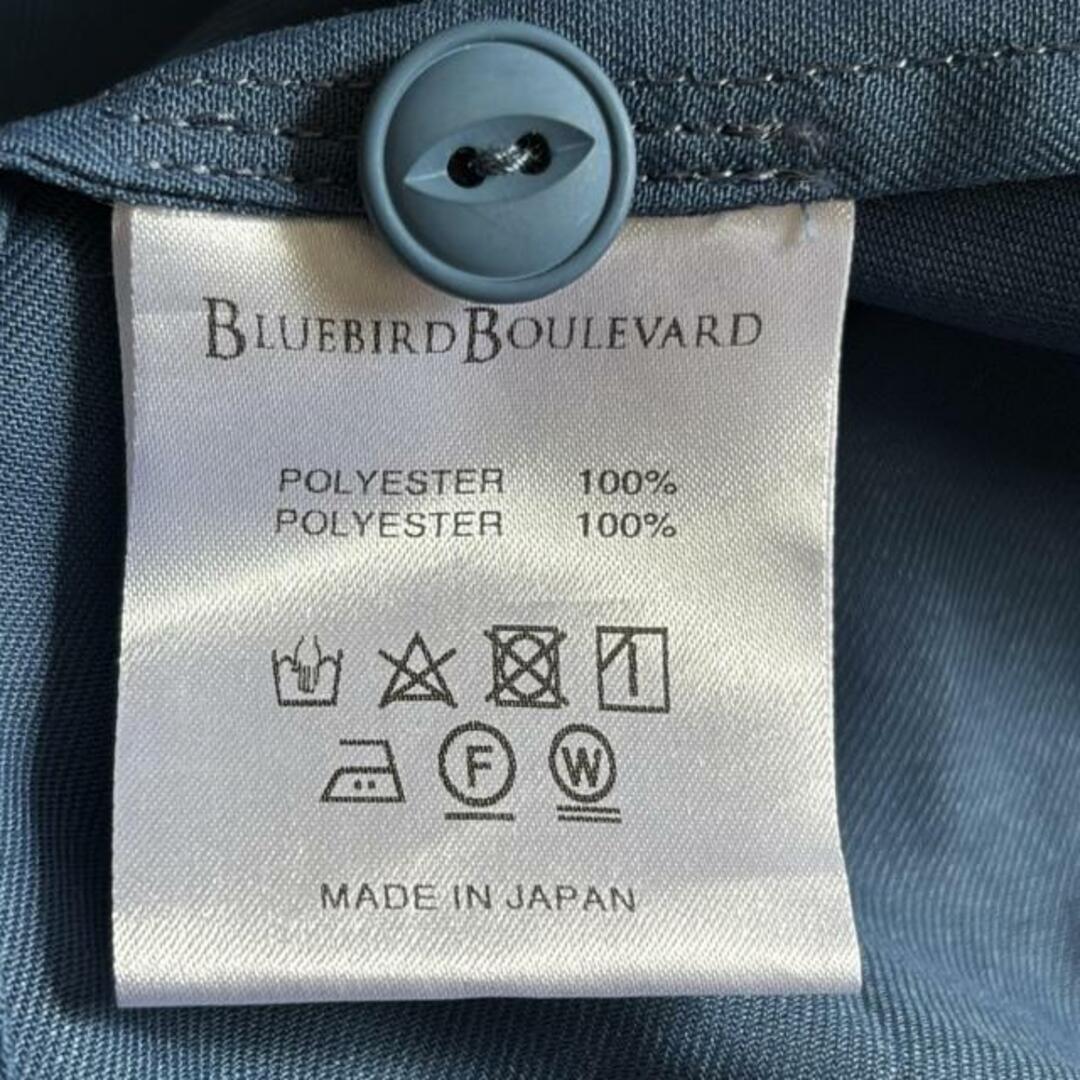 BLUEBIRD BOULEVARD
POLYESTER 100%
POLYESTER 100%
F W
MADE IN JAPAN